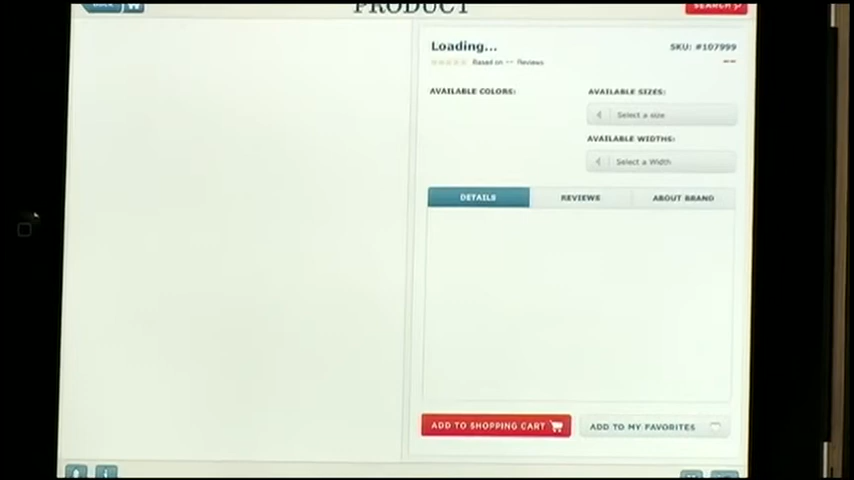 BACK
PRODUCT
SEARCH
Loading...
SKU: #107999
Based on -- Reviews
--
AVAILABLE COLORS:
AVAILABLE SIZES:
Select a size
AVAILABLE WIDTHS:
Select a Width
DETAILS
REVIEWS
ABOUT BRAND
ADD TO SHOPPING CART
ADD TO MY FAVORITES